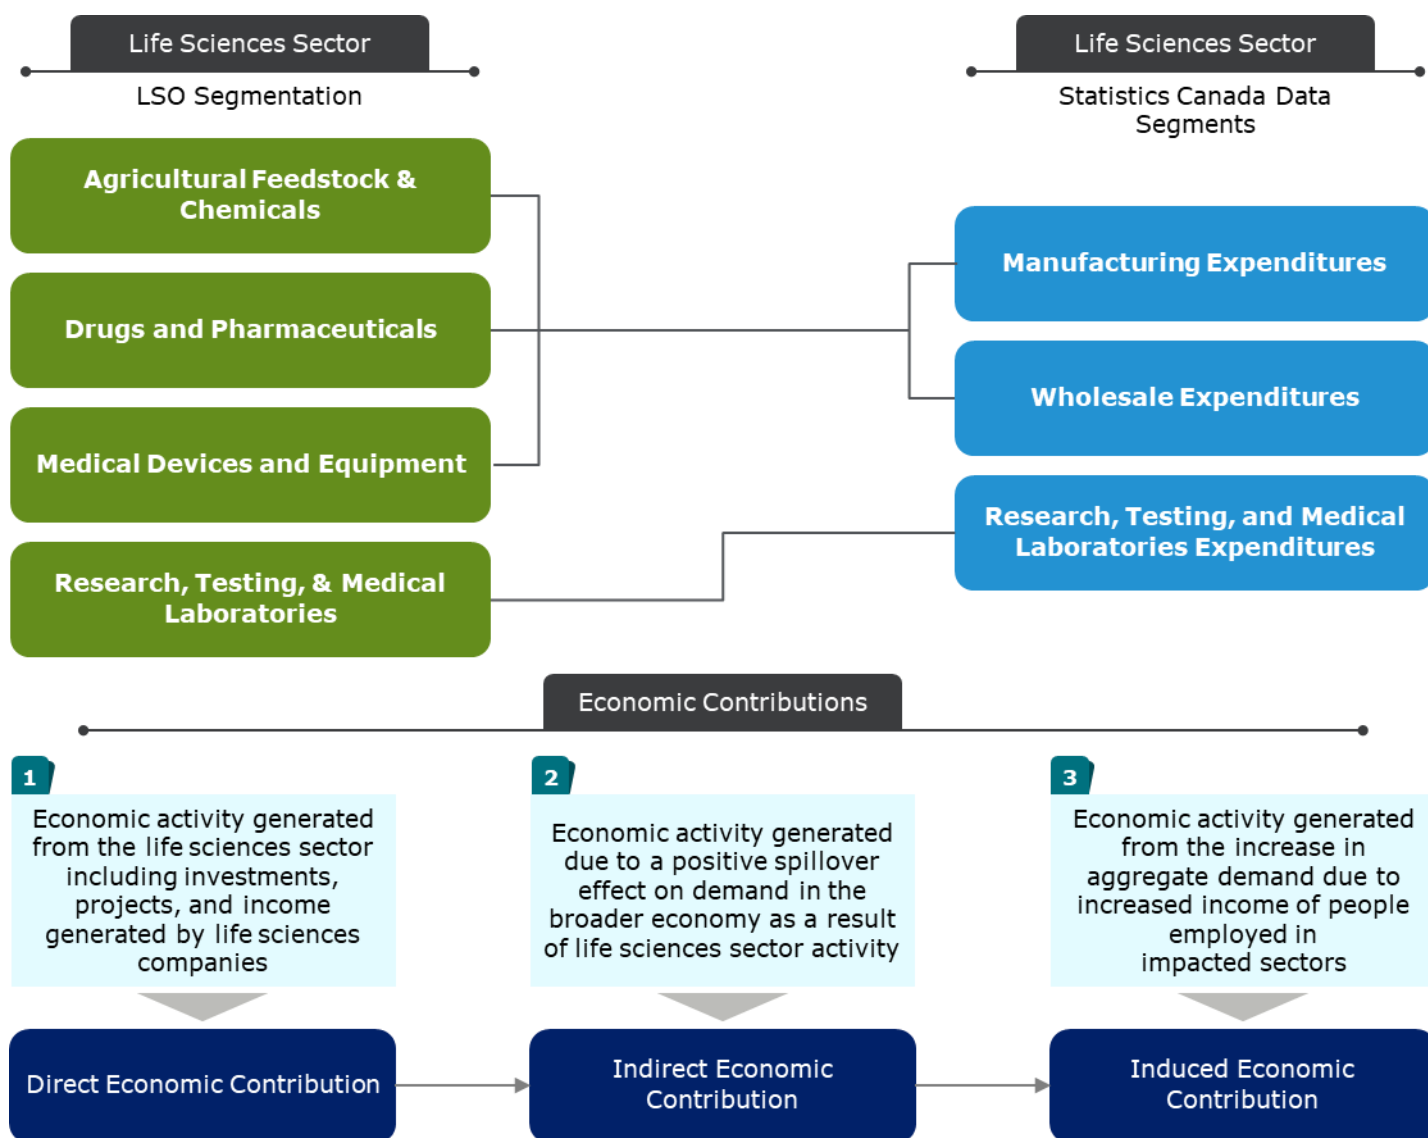 Life Sciences Sector
LSO Segmentation
Agricultural Feedstock &
Chemicals
Drugs and Pharmaceuticals
Medical Devices and Equipment
Research, Testing, & Medical
Laboratories
Life Sciences Sector
Statistics Canada Data
Segments
Manufacturing Expenditures
Wholesale Expenditures
Research, Testing, and Medical
Laboratories Expenditures
Economic Contributions
1
Economic activity generated
from the life sciences sector
including investments,
projects, and income
generated by life sciences
companies
Direct Economic Contribution
2
Economic activity generated
due to a positive spillover
effect on demand in the
broader economy as a result
of life sciences sector activity
Indirect Economic
Contribution
3
Economic activity generated
from the increase in
aggregate demand due to
increased income of people
employed in
impacted sectors
Induced Economic
Contribution